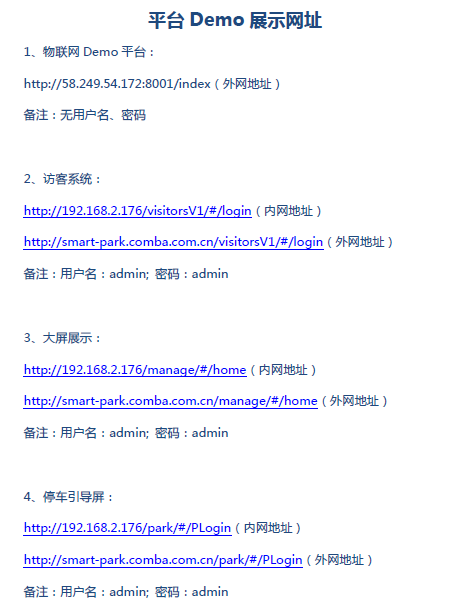 平台 Demo 展示网址
1、物联网 Demo 平台：
http://58.249.54.172:8001/index（外网地址）
备注：无用户名、密码
2、访客系统：
http://192.168.2.176/visitorsV1/#/login（内网地址）
http://smart-park.comba.com.cn/visitorsV1/#/login（外网地址）
备注：用户名：admin；密码：admin
3、大屏展示：
http://192.168.2.176/manage/#/home（内网地址）
http://smart-park.comba.com.cn/manage/#/home（外网地址）
备注：用户名：admin；密码：admin
4、停车引导屏：
http://192.168.2.176/park/#/PLogin（内网地址）
http://smart-park.comba.com.cn/park/#/PLogin（外网地址）
备注：用户名：admin；密码：admin